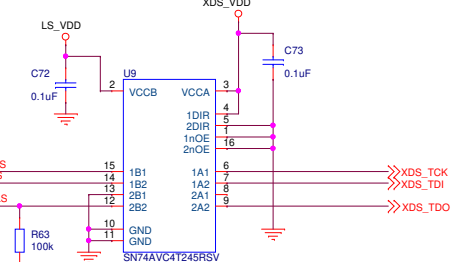 XDS_VDD
LS_VDD
C73
0.1uF
C72
0.1uF
U9
2 VCCB VCCA 3
1DIR 4
2DIR 5
1nOE 1
2nOE 16
S 15 1B1 1A1 6 XDS_TCK
14 1B2 1A2 7 XDS_TDI
13 2B1 2A1 8
S 12 2B2 2A2 9 XDS_TDO
10 GND
11 GND
R63
100k
SN74AVC4T245RSV